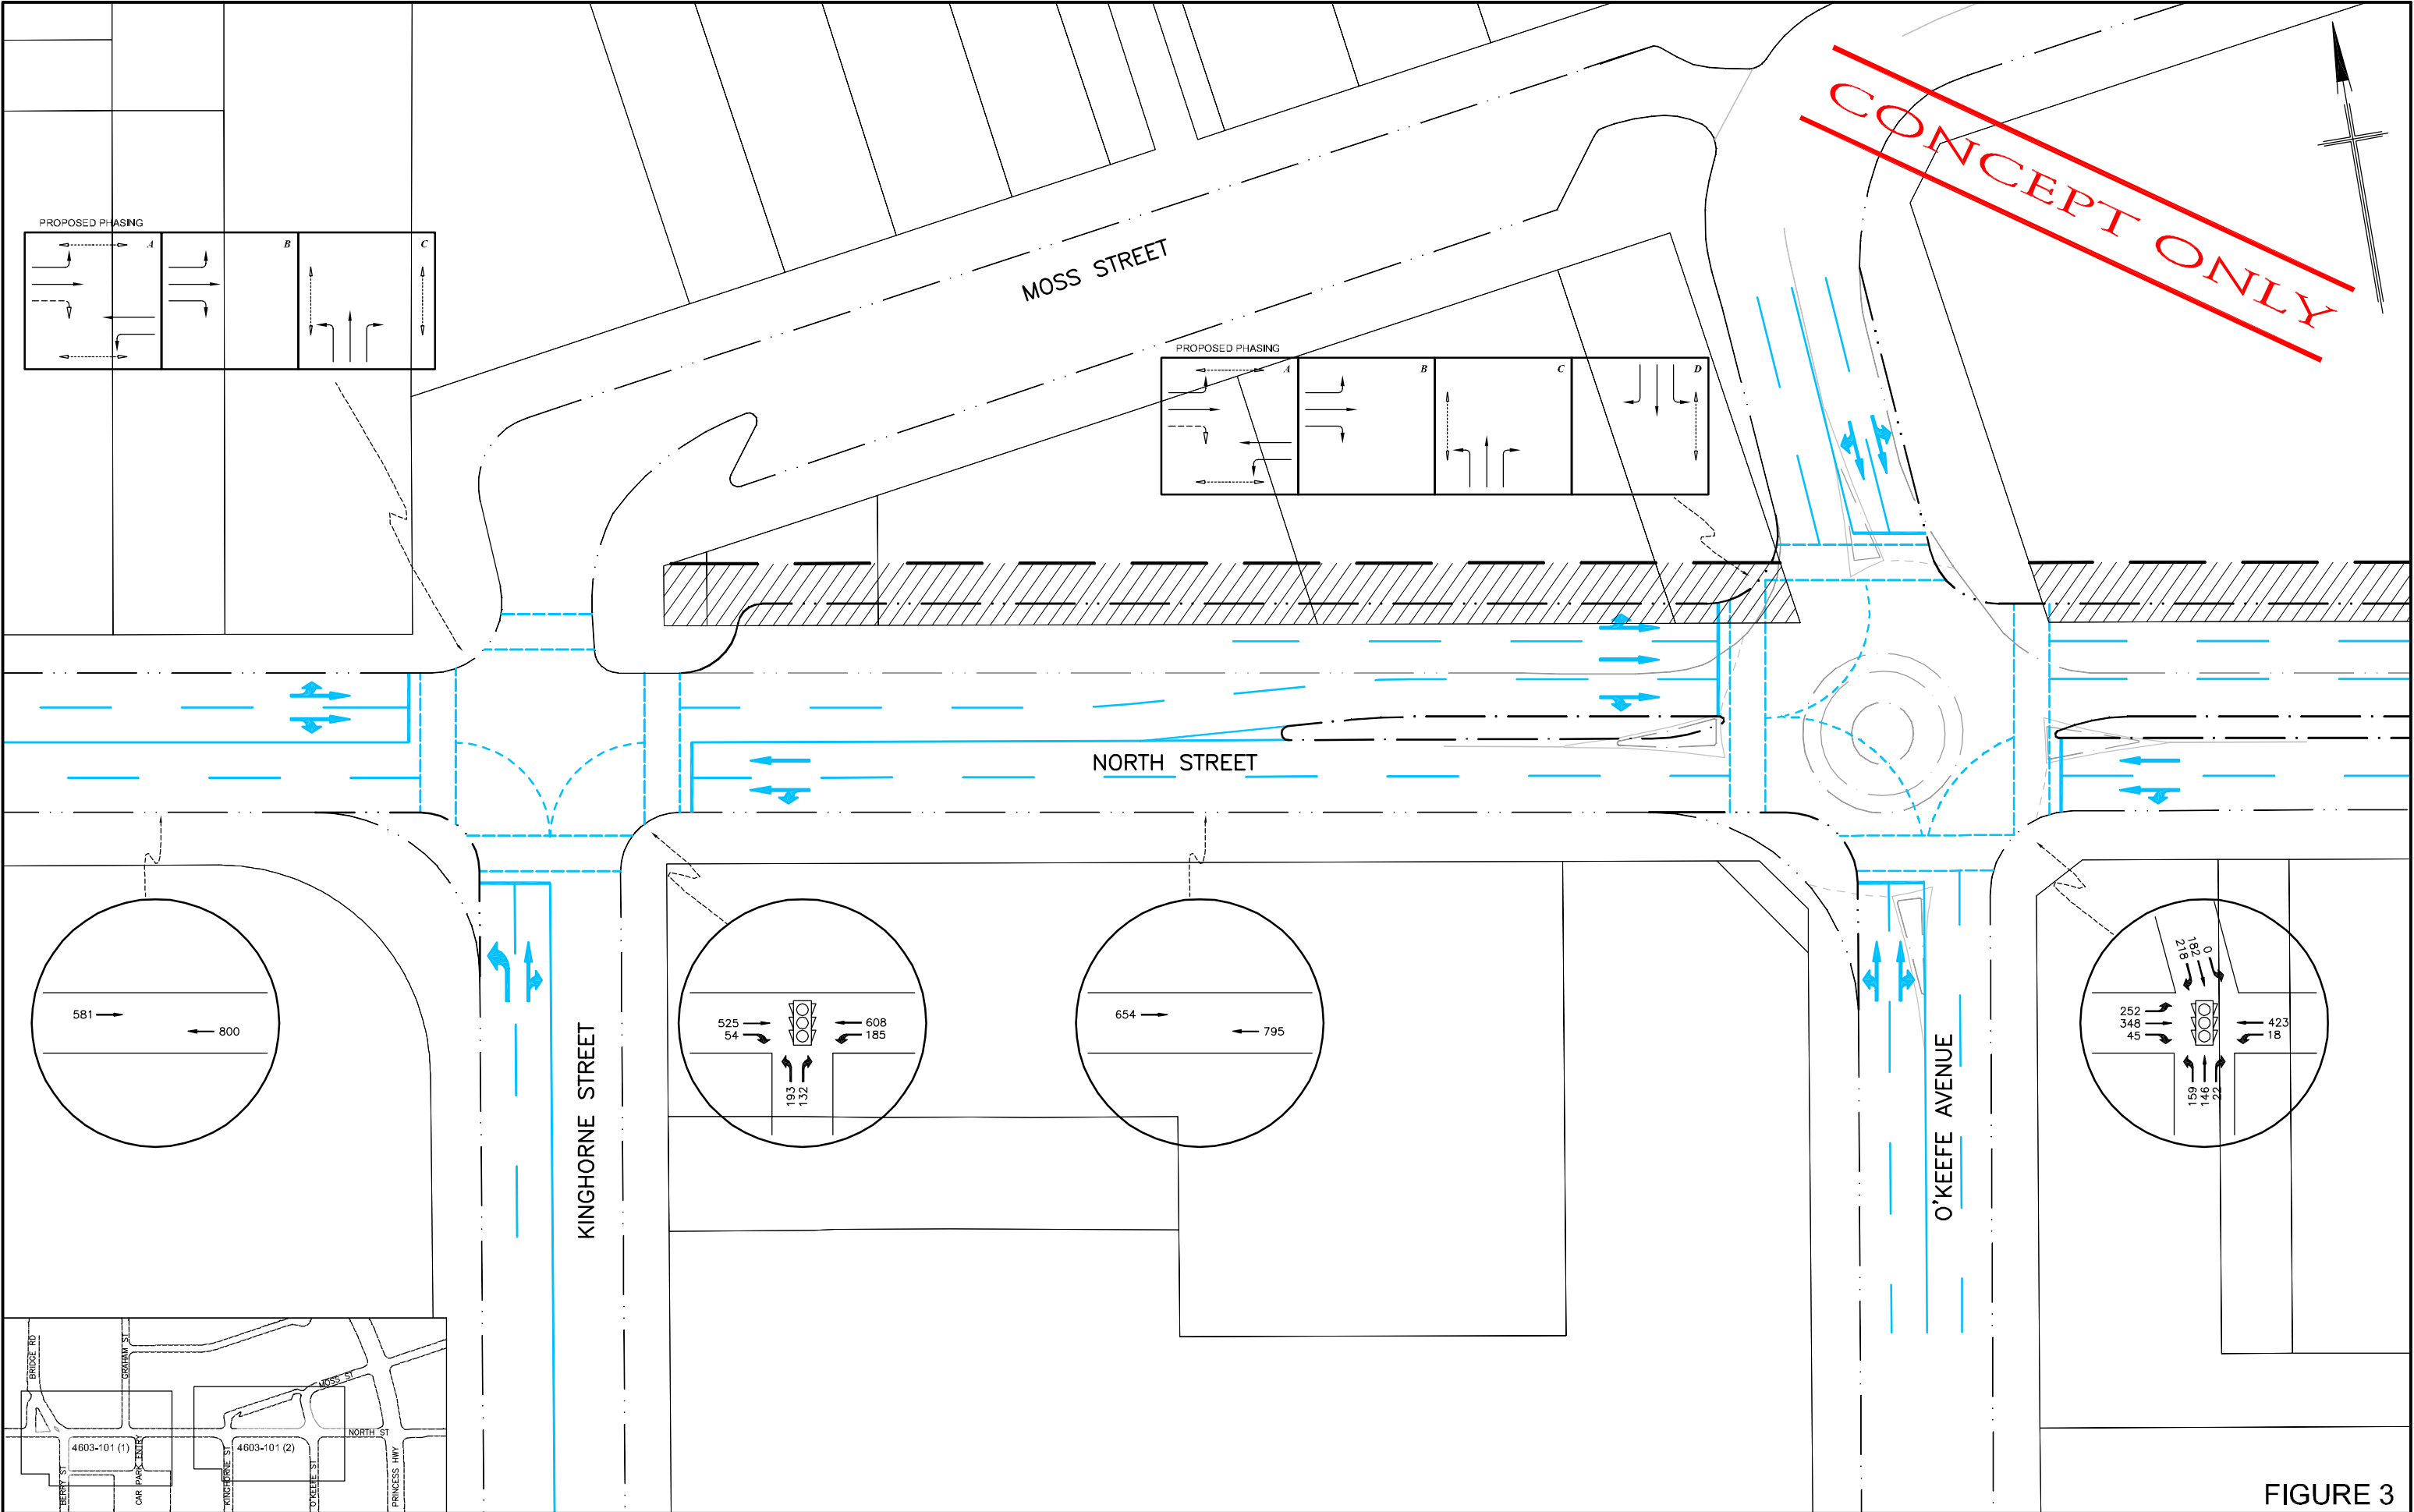 CONCEPT ONLY
PROPOSED PHASING
A
B
C
MOSS STREET
PROPOSED PHASING
A
B
C
D
NORTH STREET
KINGHORNE STREET
O'KEEFE AVENUE
581
800
525
54
608
185
193
132
654
795
218
182
0
252
348
45
423
18
159
146
22
BRIDGE RD
GRAHAM ST
MOSS ST
NORTH ST
4603-101 (1)
4603-101 (2)
BERRY ST
CAR PARK ENTRY
KINGHORNE ST
O'KEEFE ST
PRINCESS HWY
FIGURE 3